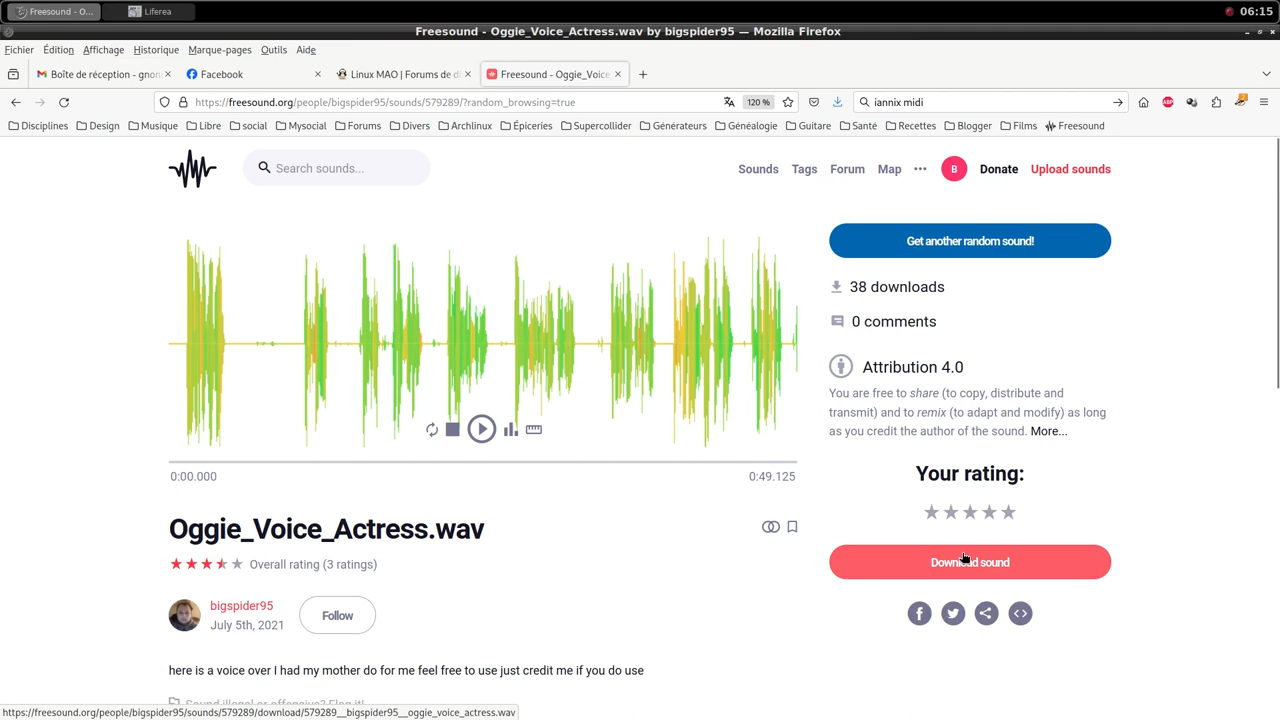 Freesound - O...
Liferea
06:15
Freesound - Oggie_Voice_Actress.wav by bigspider95 — Mozilla Firefox
Fichier Édition Affichage Historique Marque-pages Outils Aide
Boîte de réception - gnon
Facebook
Linux MAO | Forums de di
Freesound - Oggie_Voice
https://freesound.org/people/bigspider95/sounds/579289/?random_browsing=true
120 %
iannix midi
Disciplines Design Musique Libre social Mysocial Forums Divers Archlinux Épiceries Supercollider Générateurs Généalogie Guitare Santé Recettes Blogger Films Freesound
Search sounds...
Sounds Tags Forum Map B Donate Upload sounds
Get another random sound!
38 downloads
0 comments
Attribution 4.0
You are free to share (to copy, distribute and
transmit) and to remix (to adapt and modify) as long
as you credit the author of the sound. More...
Your rating:
Download sound
0:00.000
0:49.125
Oggie_Voice_Actress.wav
Overall rating (3 ratings)
bigspider95
July 5th, 2021
Follow
here is a voice over I had my mother do for me feel free to use just credit me if you do use
Sound illegal or offensive? Flag it!
https://freesound.org/people/bigspider95/sounds/579289/download/579289__bigspider95__oggie_voice_actress.wav